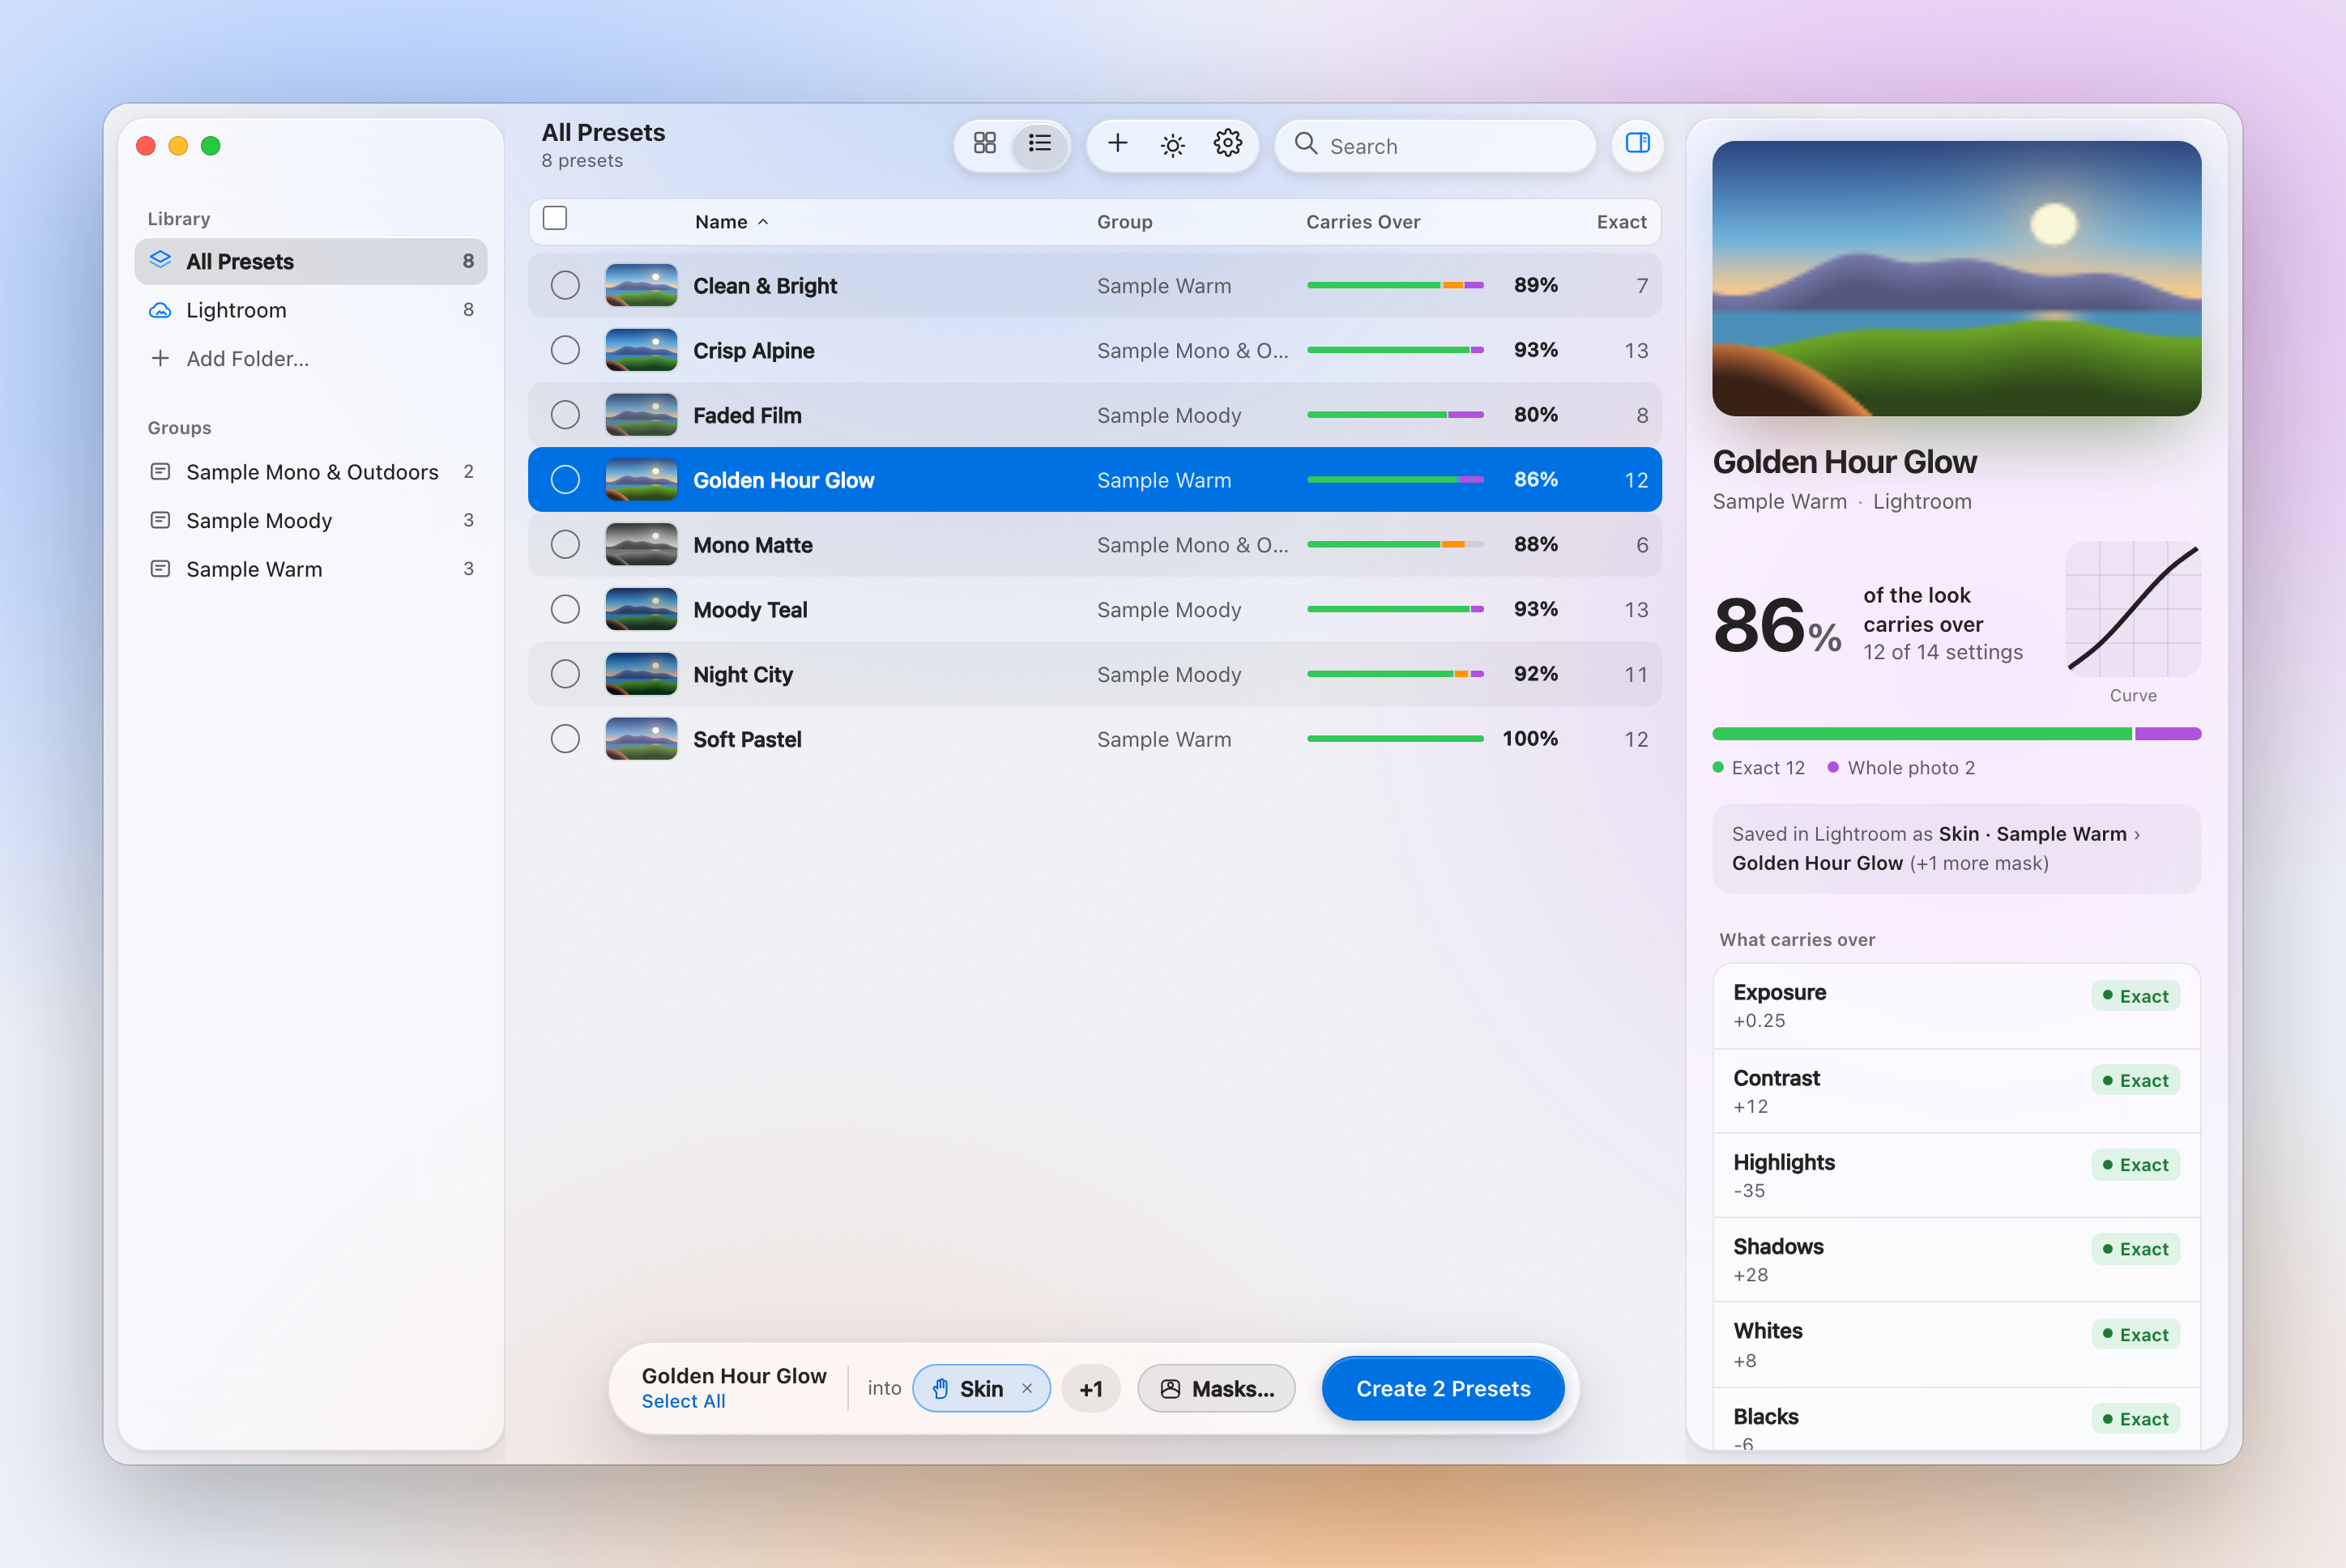 Library
All Presets 8
Lightroom 8
Add Folder...
Groups
Sample Mono & Outdoors 2
Sample Moody 3
Sample Warm 3
All Presets
8 presets
Search
Name Group Carries Over Exact
Clean & Bright Sample Warm 89% 7
Crisp Alpine Sample Mono & O... 93% 13
Faded Film Sample Moody 80% 8
Golden Hour Glow Sample Warm 86% 12
Mono Matte Sample Mono & O... 88% 6
Moody Teal Sample Moody 93% 13
Night City Sample Moody 92% 11
Soft Pastel Sample Warm 100% 12
Golden Hour Glow
Select All
into Skin × +1 Masks... Create 2 Presets
Golden Hour Glow
Sample Warm · Lightroom
86%
of the look
carries over
12 of 14 settings
Curve
Exact 12 Whole photo 2
Saved in Lightroom as Skin · Sample Warm ›
Golden Hour Glow (+1 more mask)
What carries over
Exposure Exact
+0.25
Contrast Exact
+12
Highlights Exact
-35
Shadows Exact
+28
Whites Exact
+8
Blacks Exact
-6